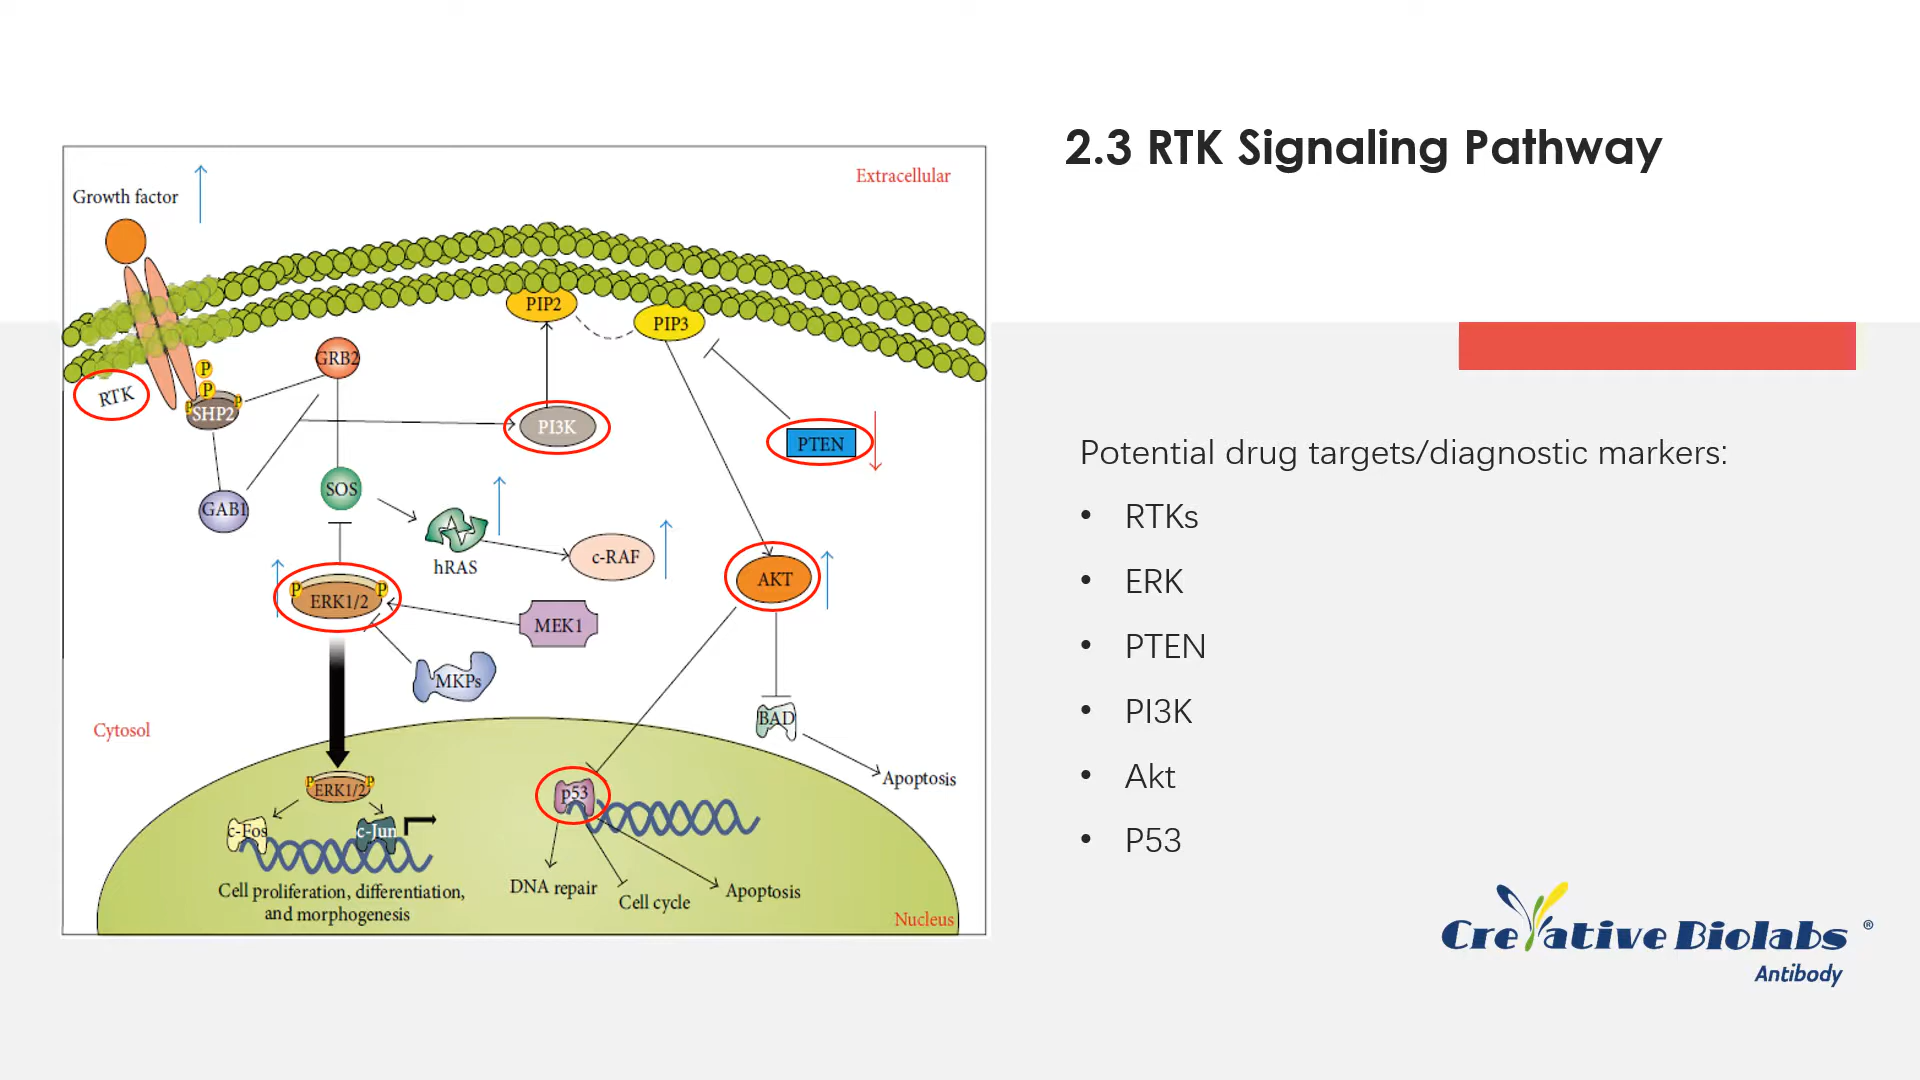 2.3 RTK Signaling Pathway
Extracellular
Growth factor
PIP2
PIP3
GRB2
P
P
RTK
P
P
SHP2
PI3K
PTEN
SOS
GAB1
hRAS
c-RAF
AKT
P
P
ERK1/2
MEK1
MKPs
BAD
Cytosol
Apoptosis
P
P
ERK1/2
p53
c-Fos
c-Jun
DNA repair
Cell cycle
Apoptosis
Cell proliferation, differentiation,
and morphogenesis
Nucleus
Potential drug targets/diagnostic markers:
• RTKs
• ERK
• PTEN
• PI3K
• Akt
• P53
Creative Biolabs ®
Antibody